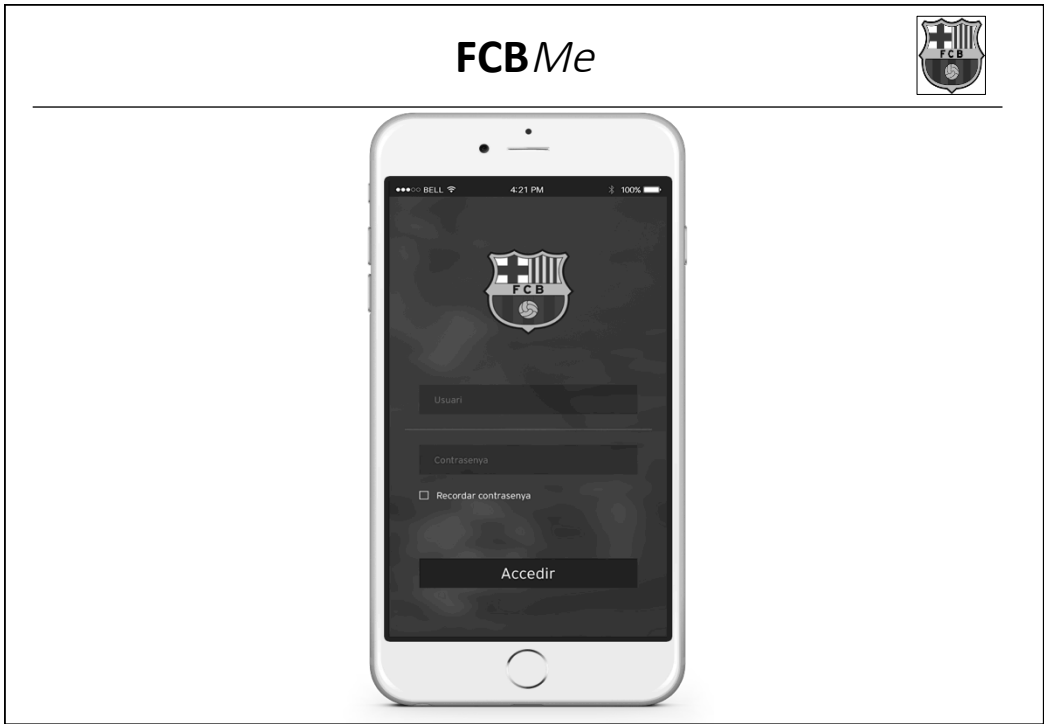 FCBMe
FCB
●●●○○ BELL 4:21 PM 100%
FCB
Usuari
Contrasenya
Recordar contrasenya
Accedir